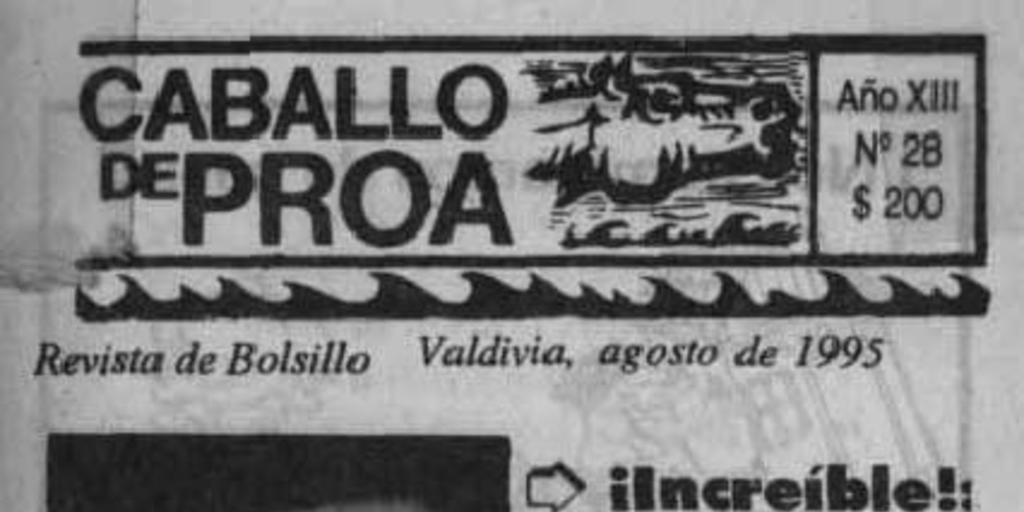 CABALLO
DE PROA
Año XIII
Nº 28
$ 200
Revista de Bolsillo Valdivia, agosto de 1995
¡Increíble!: